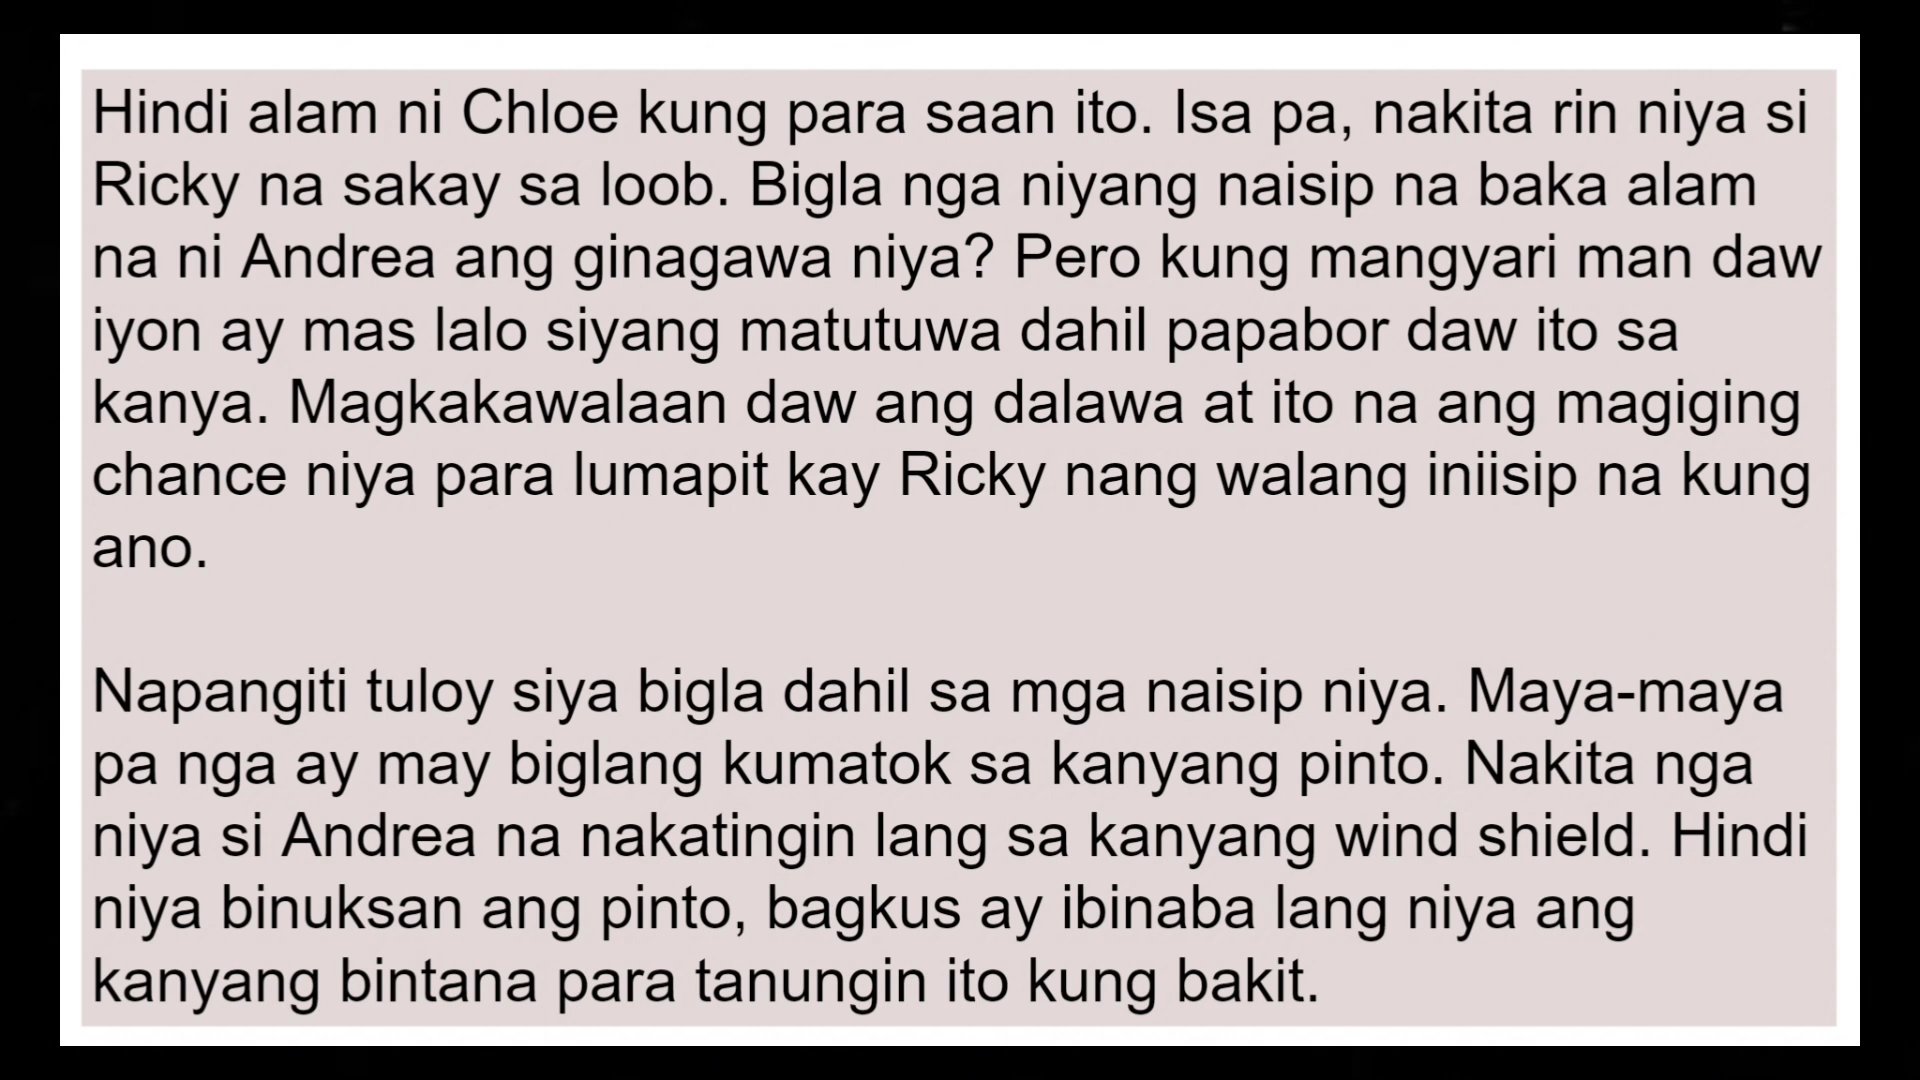 Hindi alam ni Chloe kung para saan ito. Isa pa, nakita rin niya si
Ricky na sakay sa loob. Bigla nga niyang naisip na baka alam
na ni Andrea ang ginagawa niya? Pero kung mangyari man daw
iyon ay mas lalo siyang matutuwa dahil papabor daw ito sa
kanya. Magkakawalaan daw ang dalawa at ito na ang magiging
chance niya para lumapit kay Ricky nang walang iniisip na kung
ano.
Napangiti tuloy siya bigla dahil sa mga naisip niya. Maya-maya
pa nga ay may biglang kumatok sa kanyang pinto. Nakita nga
niya si Andrea na nakatingin lang sa kanyang wind shield. Hindi
niya binuksan ang pinto, bagkus ay ibinaba lang niya ang
kanyang bintana para tanungin ito kung bakit.